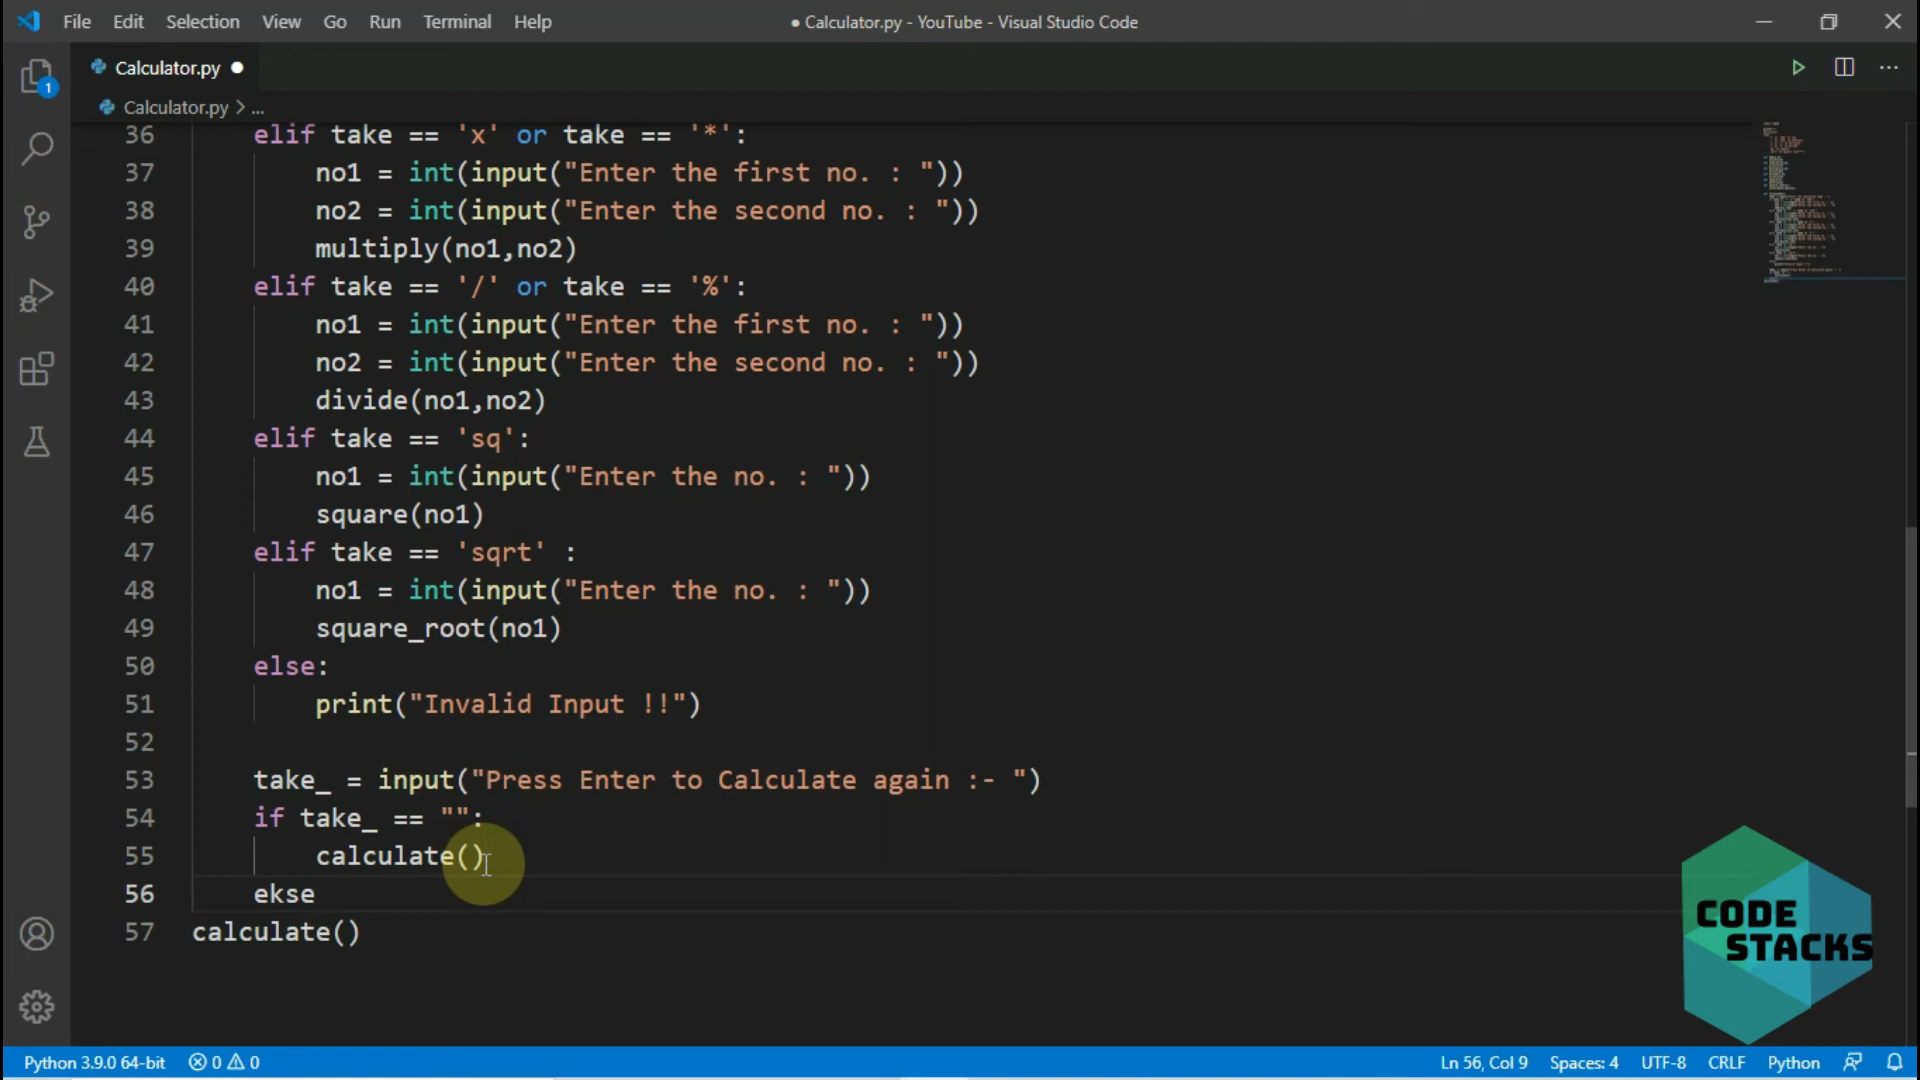 File Edit Selection View Go Run Terminal Help
● Calculator.py - YouTube - Visual Studio Code
Calculator.py ●
1
Calculator.py > ...
36 elif take == 'x' or take == '*':
37 no1 = int(input("Enter the first no. : "))
38 no2 = int(input("Enter the second no. : "))
39 multiply(no1,no2)
40 elif take == '/' or take == '%':
41 no1 = int(input("Enter the first no. : "))
42 no2 = int(input("Enter the second no. : "))
43 divide(no1,no2)
44 elif take == 'sq':
45 no1 = int(input("Enter the no. : "))
46 square(no1)
47 elif take == 'sqrt' :
48 no1 = int(input("Enter the no. : "))
49 square_root(no1)
50 else:
51 print("Invalid Input !!")
52
53 take_ = input("Press Enter to Calculate again :- ")
54 if take_ == "":
55 calculate()
56 ekse
57 calculate()
CODE
STACKS
Python 3.9.0 64-bit 0 0 Ln 56, Col 9 Spaces: 4 UTF-8 CRLF Python